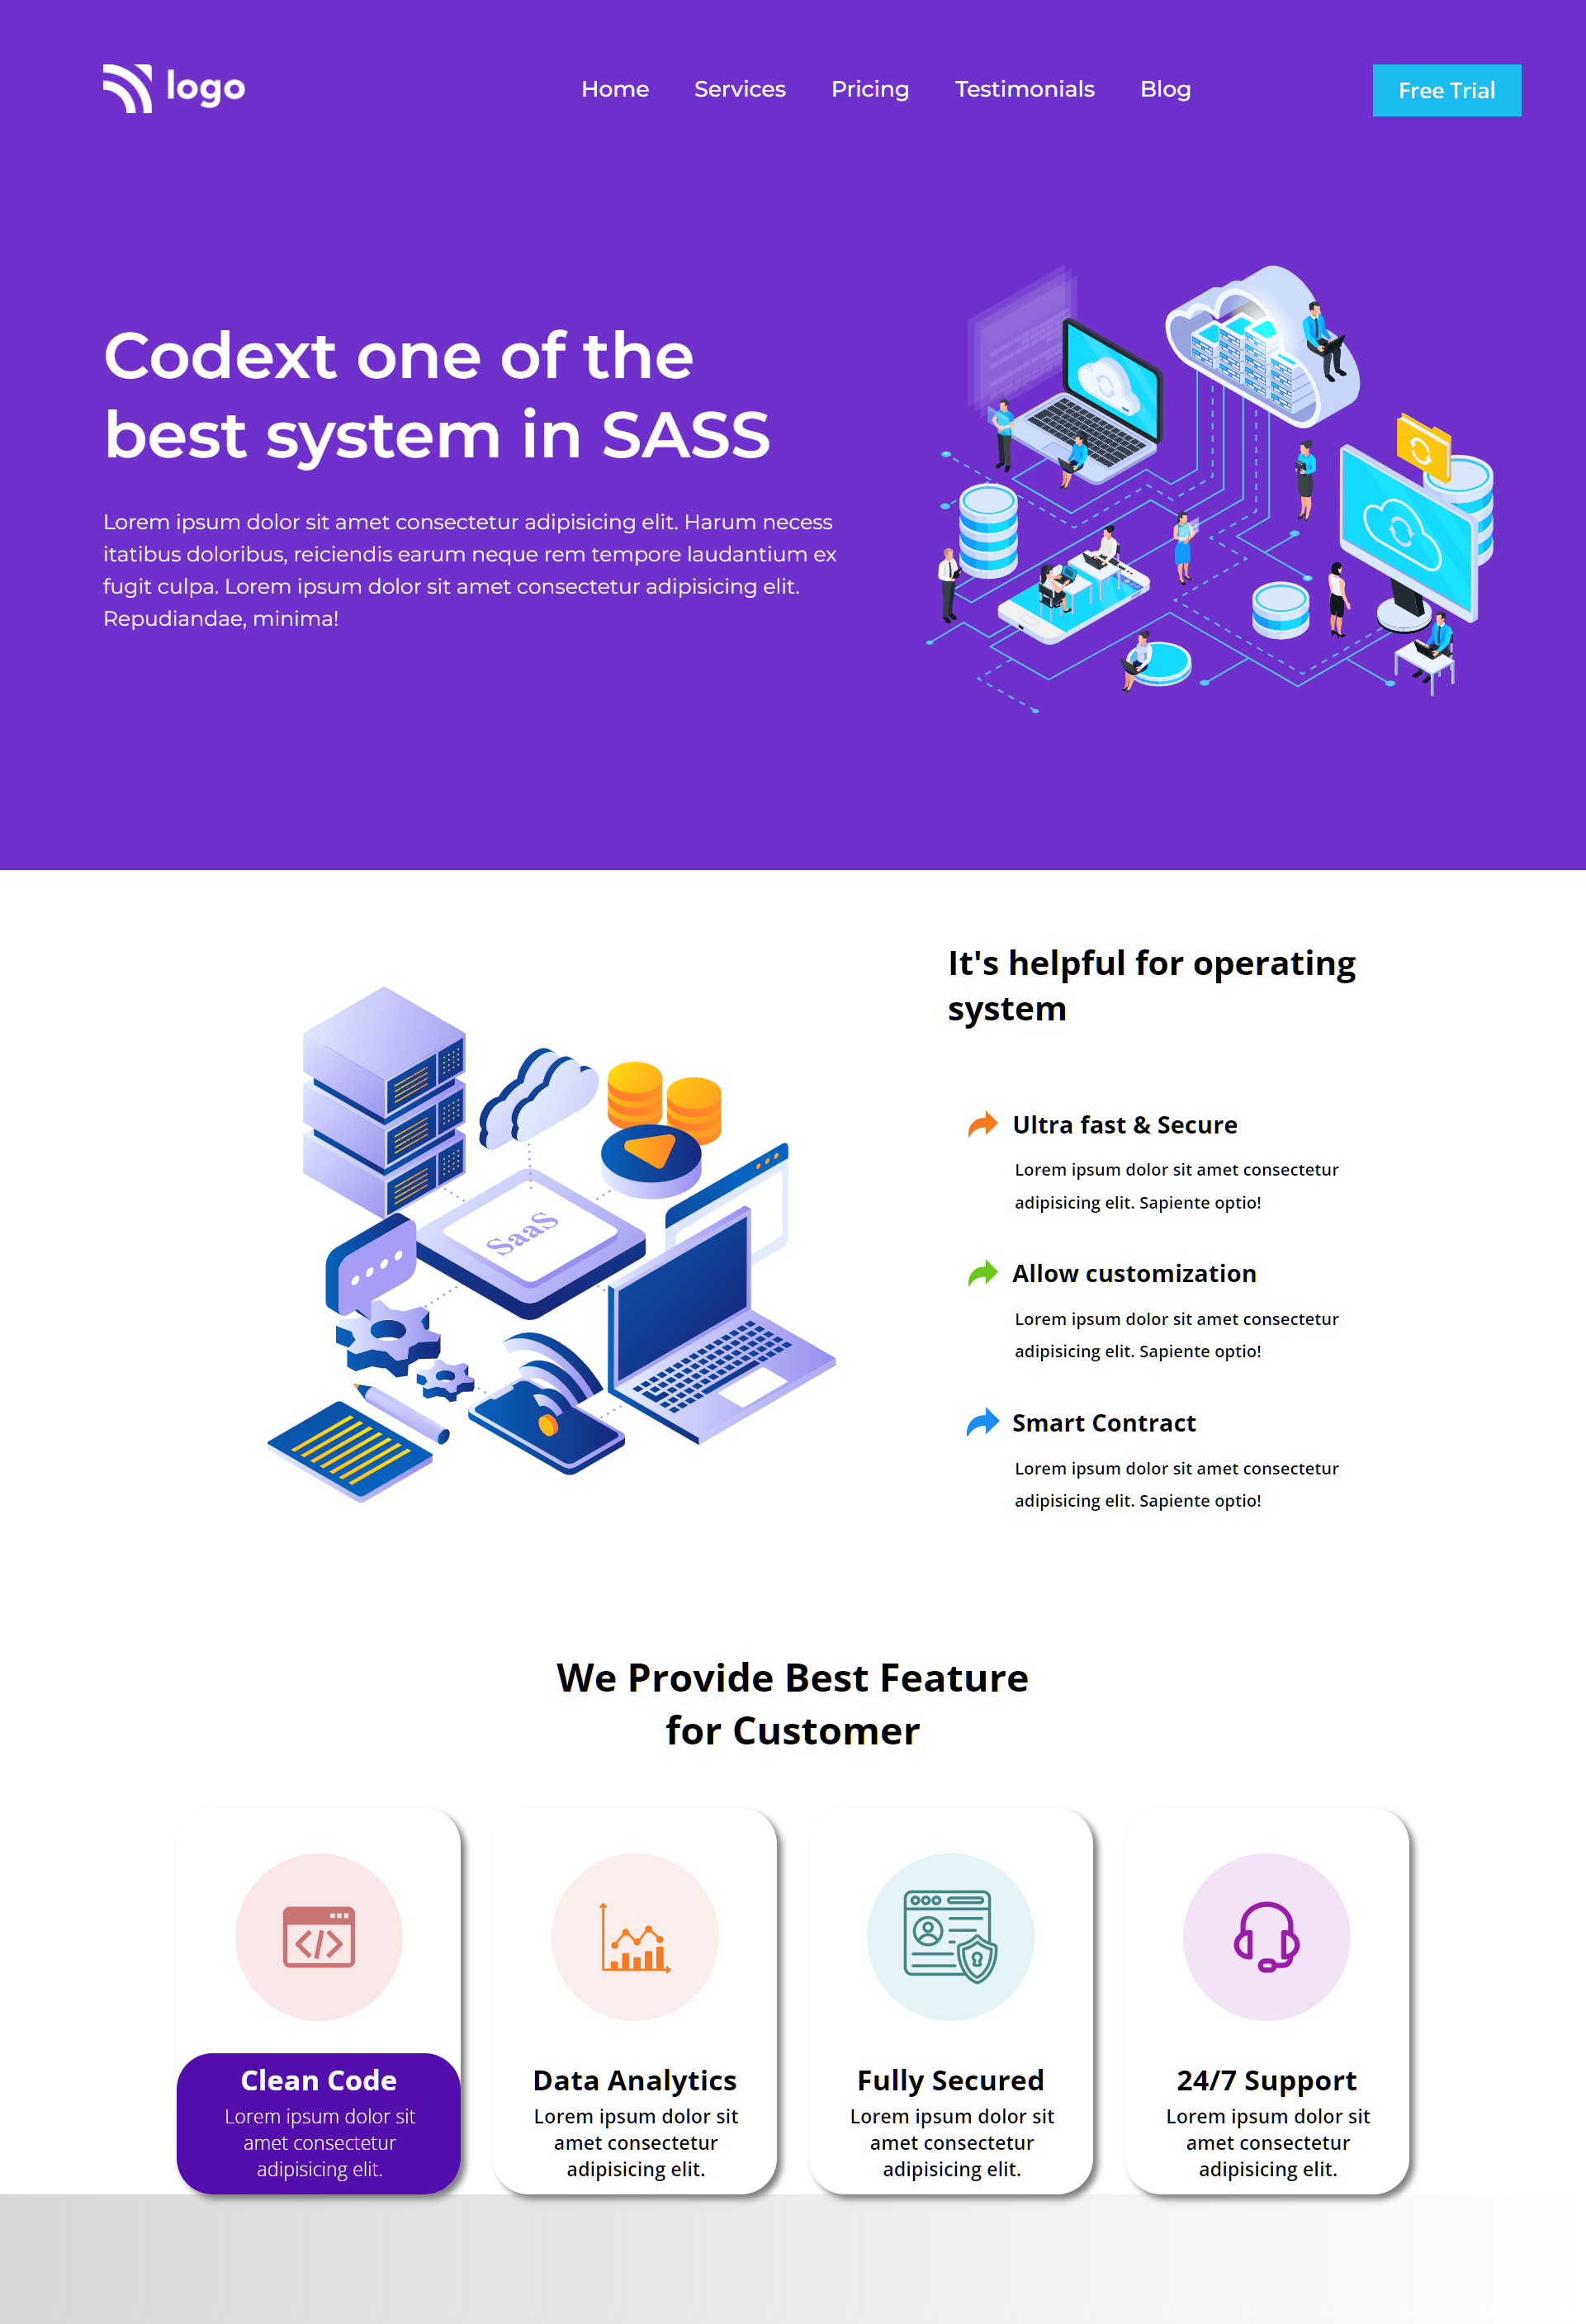 logo
Home Services Pricing Testimonials Blog
Free Trial
Codext one of the
best system in SASS
Lorem ipsum dolor sit amet consectetur adipisicing elit. Harum necess
itatibus doloribus, reiciendis earum neque rem tempore laudantium ex
fugit culpa. Lorem ipsum dolor sit amet consectetur adipisicing elit.
Repudiandae, minima!
SaaS
It's helpful for operating
system
Ultra fast & Secure
Lorem ipsum dolor sit amet consectetur
adipisicing elit. Sapiente optio!
Allow customization
Lorem ipsum dolor sit amet consectetur
adipisicing elit. Sapiente optio!
Smart Contract
Lorem ipsum dolor sit amet consectetur
adipisicing elit. Sapiente optio!
We Provide Best Feature
for Customer
Clean Code
Lorem ipsum dolor sit
amet consectetur
adipisicing elit.
Data Analytics
Lorem ipsum dolor sit
amet consectetur
adipisicing elit.
Fully Secured
Lorem ipsum dolor sit
amet consectetur
adipisicing elit.
24/7 Support
Lorem ipsum dolor sit
amet consectetur
adipisicing elit.